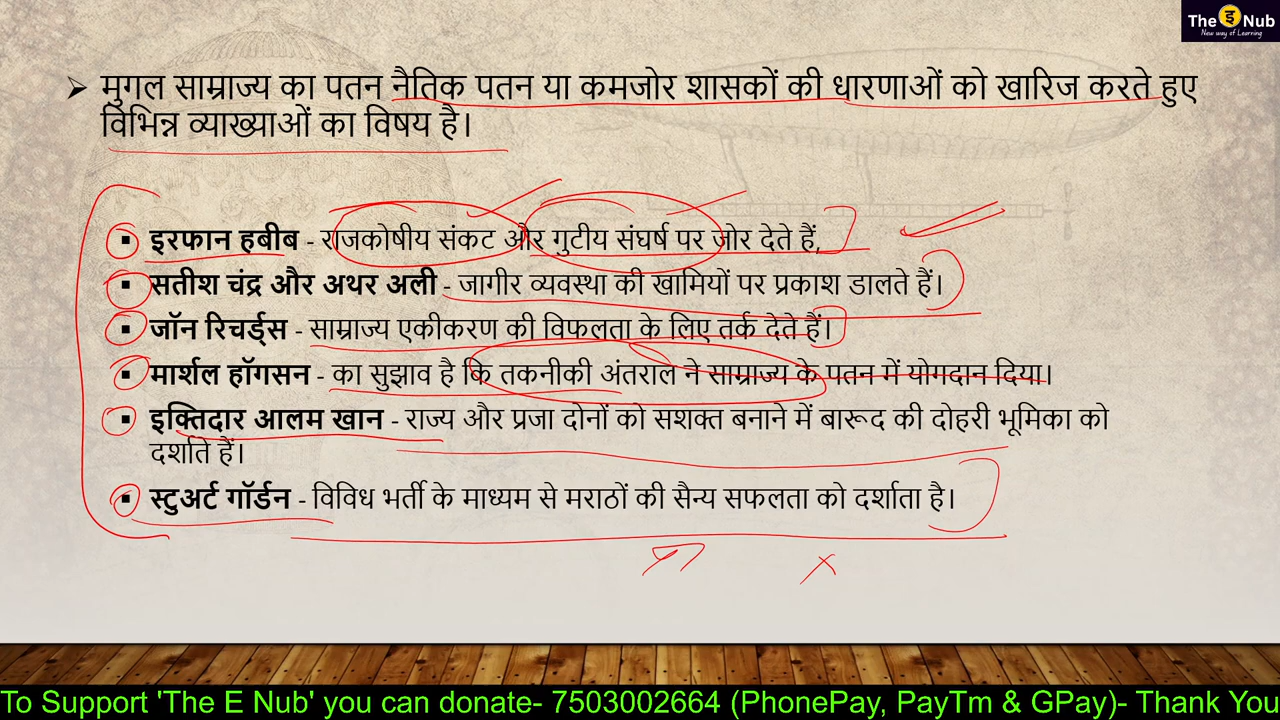 The इ Nub
New way of Learning
➢ मुगल साम्राज्य का पतन नैतिक पतन या कमजोर शासकों की धारणाओं को खारिज करते हुए
विभिन्न व्याख्याओं का विषय है।
▪ इरफान हबीब - राजकोषीय संकट और गुटीय संघर्ष पर जोर देते हैं,
▪ सतीश चंद्र और अथर अली - जागीर व्यवस्था की खामियों पर प्रकाश डालते हैं।
▪ जॉन रिचर्ड्स - साम्राज्य एकीकरण की विफलता के लिए तर्क देते हैं।
▪ मार्शल हॉगसन - का सुझाव है कि तकनीकी अंतराल ने साम्राज्य के पतन में योगदान दिया।
▪ इक्तिदार आलम खान - राज्य और प्रजा दोनों को सशक्त बनाने में बारूद की दोहरी भूमिका को
दर्शाते हैं।
▪ स्टुअर्ट गॉर्डन - विविध भर्ती के माध्यम से मराठों की सैन्य सफलता को दर्शाता है।
To Support 'The E Nub' you can donate- 7503002664 (PhonePay, PayTm & GPay)- Thank You